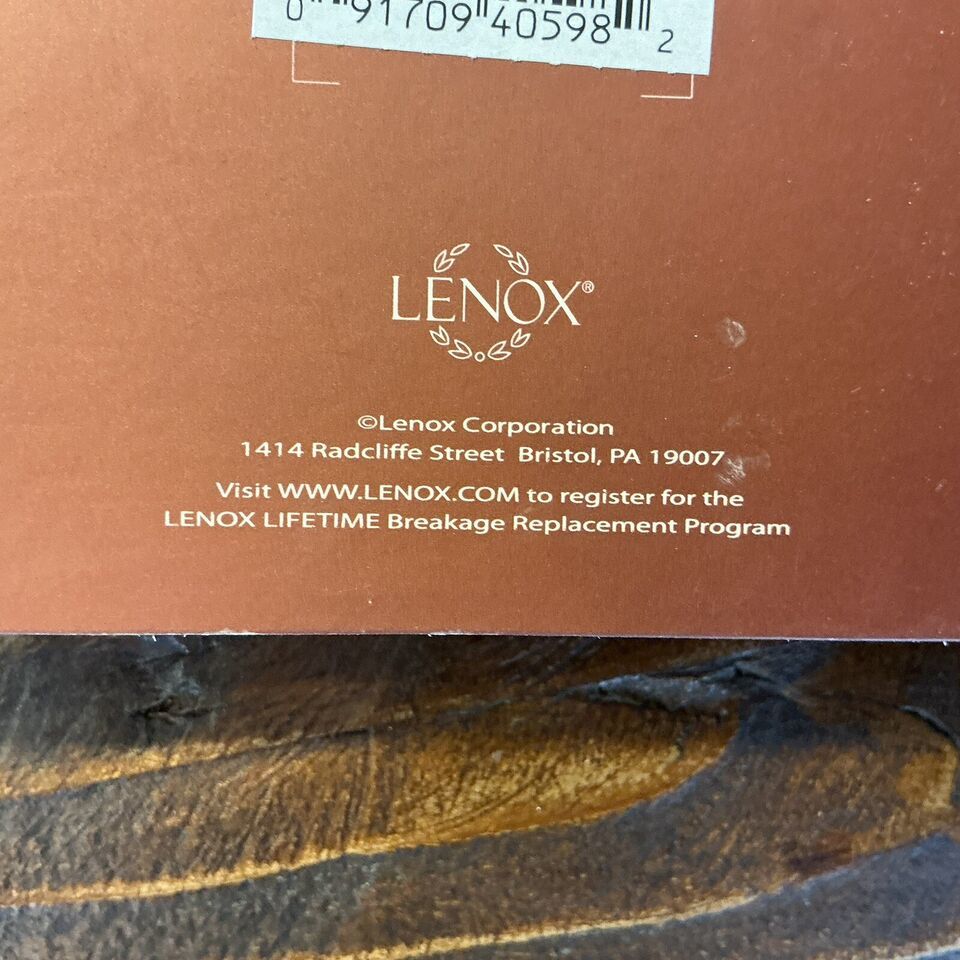 0 91709 40598 2
LENOX®
©Lenox Corporation
1414 Radcliffe Street Bristol, PA 19007
Visit WWW.LENOX.COM to register for the
LENOX LIFETIME Breakage Replacement Program